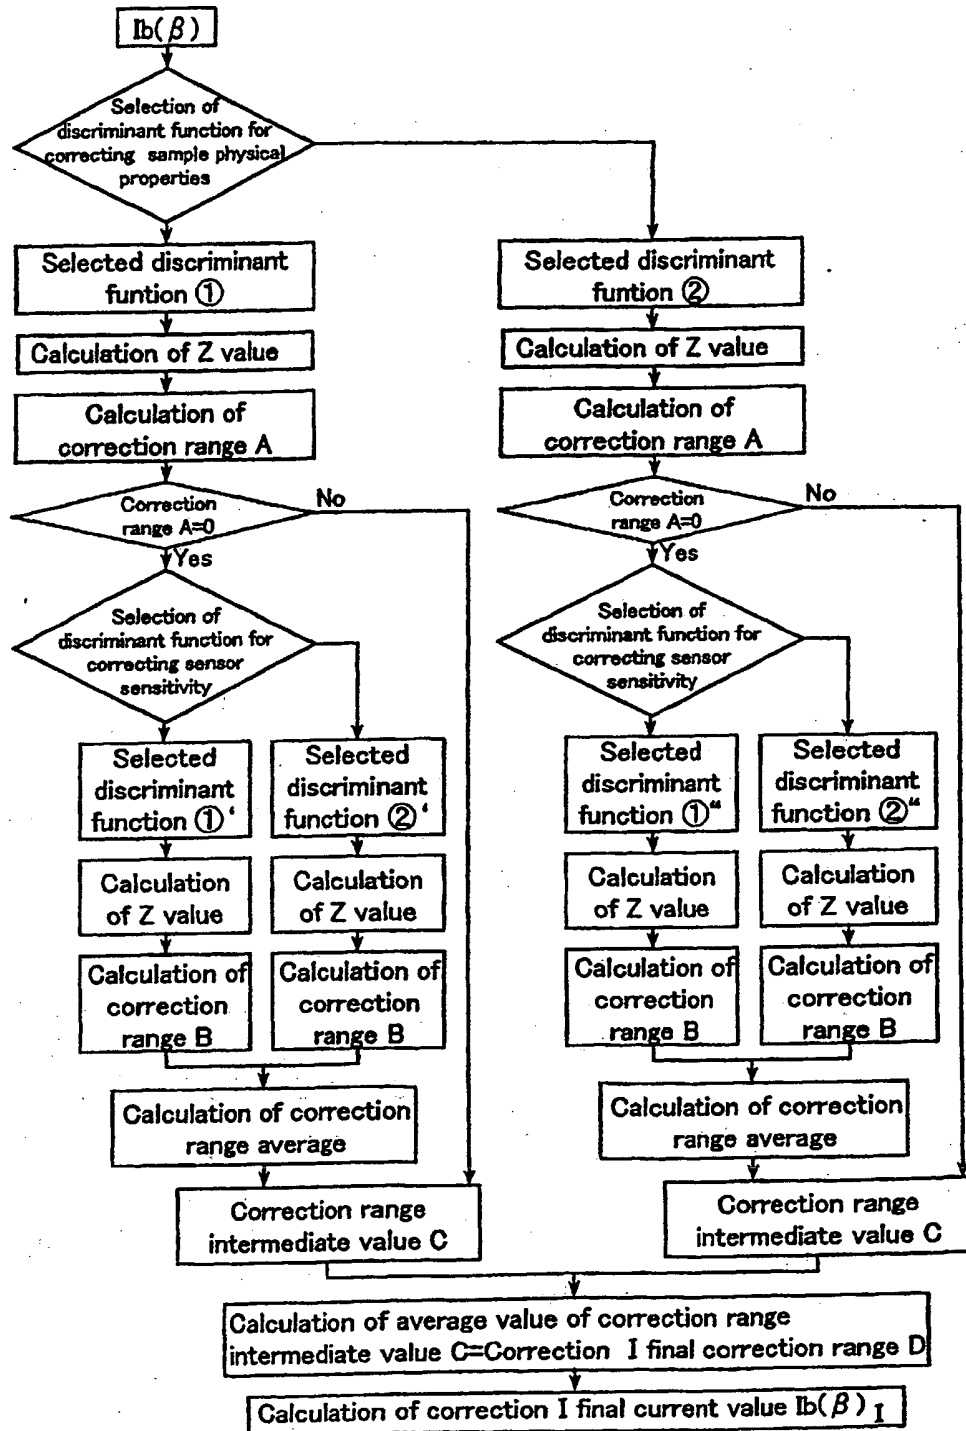 Ib(β)
Selection of
discriminant function for
correcting sample physical
properties
Selected discriminant
funtion ①
Calculation of Z value
Calculation of
correction range A
Correction
range A=0
No
Yes
Selection of
discriminant function for
correcting sensor
sensitivity
Selected
discriminant
function ①‘
Calculation
of Z value
Calculation of
correction
range B
Selected
discriminant
function ②‘
Calculation
of Z value
Calculation of
correction
range B
Calculation of correction
range average
Correction range
intermediate value C
Selected discriminant
funtion ②
Calculation of Z value
Calculation of
correction range A
Correction
range A=0
No
Yes
Selection of
discriminant function for
correcting sensor
sensitivity
Selected
discriminant
function ①“
Calculation
of Z value
Calculation of
correction
range B
Selected
discriminant
function ②“
Calculation
of Z value
Calculation of
correction
range B
Calculation of correction
range average
Correction range
intermediate value C
Calculation of average value of correction range
intermediate value C=Correction I final correction range D
Calculation of correction I final current value Ib(β) I